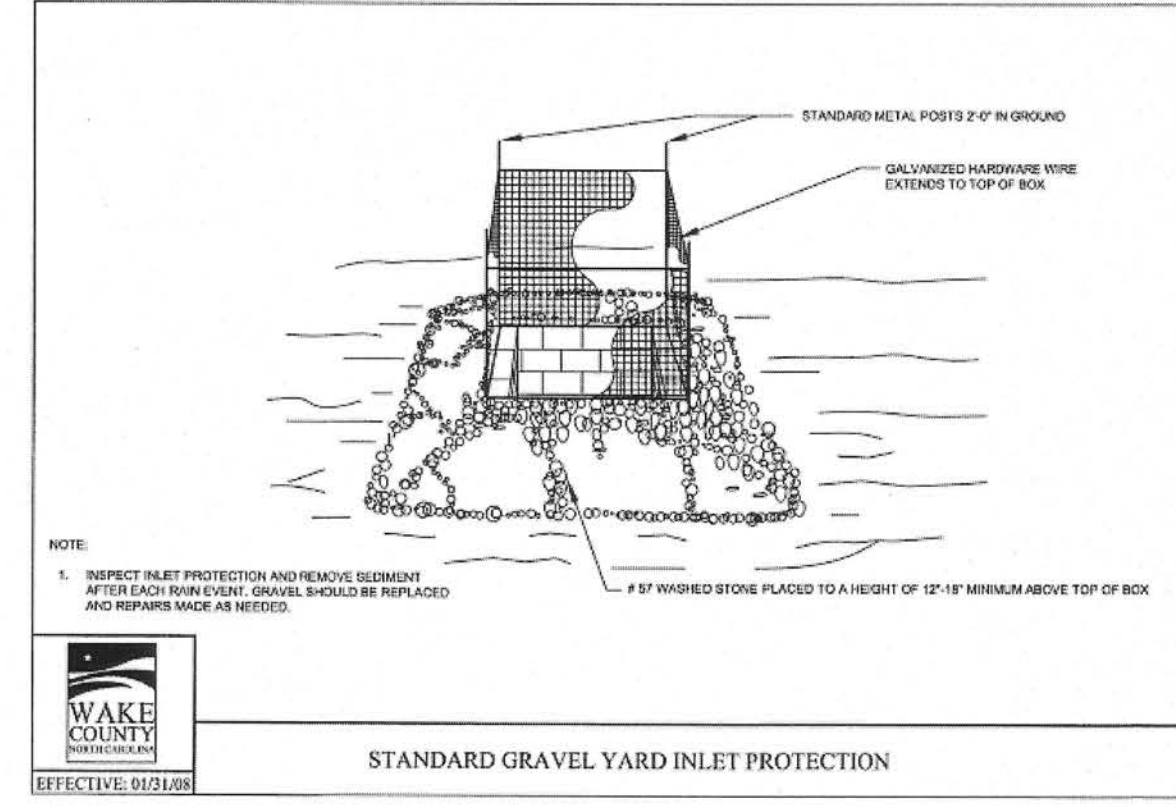 STANDARD METAL POSTS 2'-0" IN GROUND
GALVANIZED HARDWARE WIRE
EXTENDS TO TOP OF BOX
NOTE:
1. INSPECT INLET PROTECTION AND REMOVE SEDIMENT
AFTER EACH RAIN EVENT. GRAVEL SHOULD BE REPLACED
AND REPAIRS MADE AS NEEDED.
# 57 WASHED STONE PLACED TO A HEIGHT OF 12"-18" MINIMUM ABOVE TOP OF BOX
WAKE
COUNTY
NORTH CAROLINA
EFFECTIVE: 01/31/08
STANDARD GRAVEL YARD INLET PROTECTION